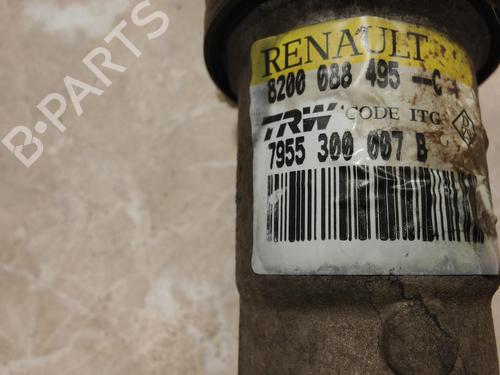 B-PARTS
RENAULT
8200 088 495 --C
TRW CODE ITG
7955 300 007 B